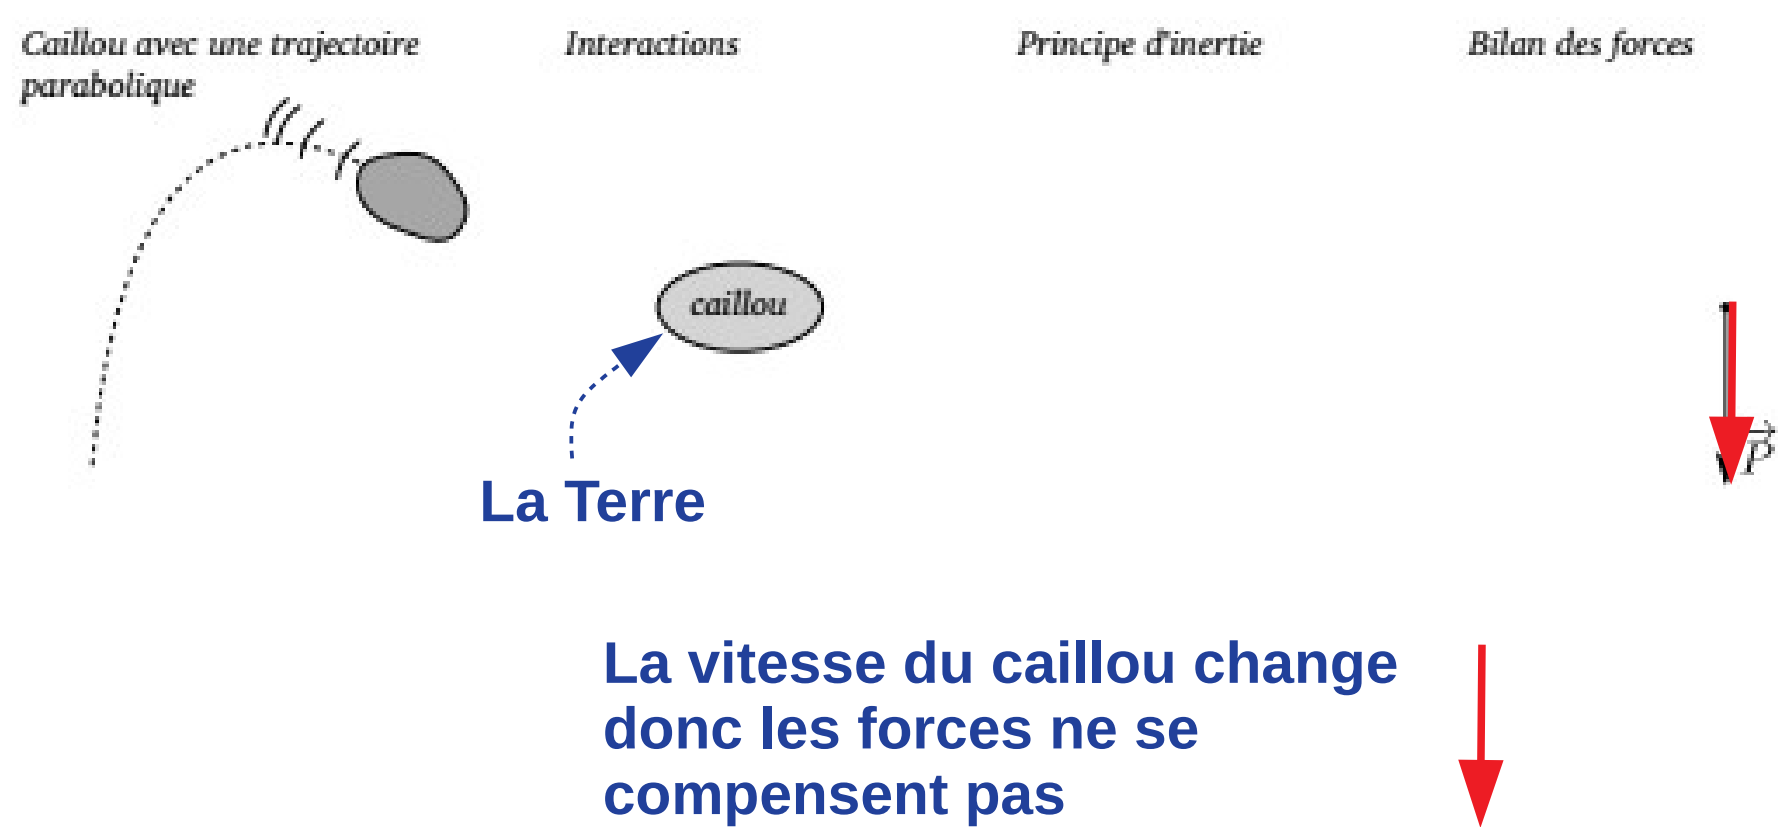 Caillou avec une trajectoire
parabolique
Interactions
Principe d'inertie
Bilan des forces
caillou
P
La Terre
La vitesse du caillou change
donc les forces ne se
compensent pas